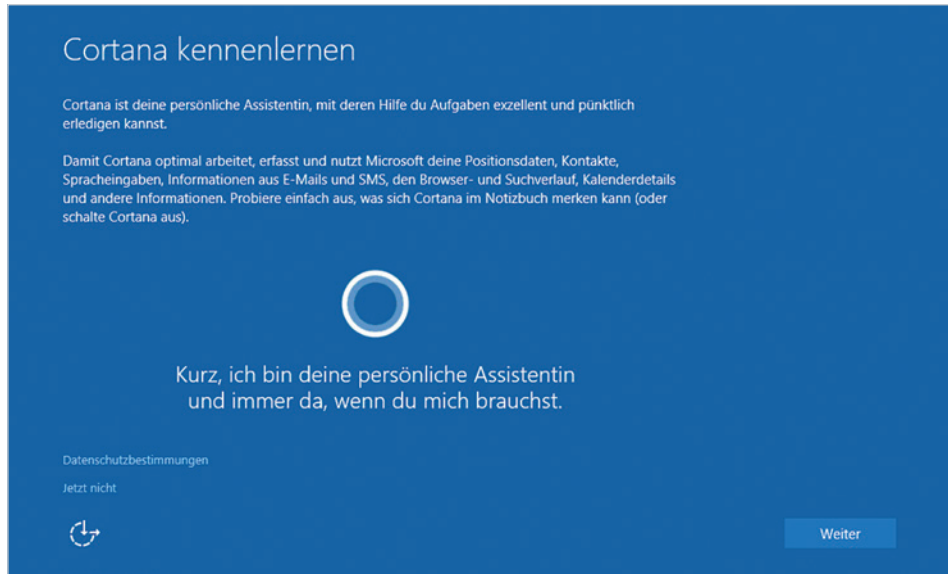 Cortana kennenlernen
Cortana ist deine persönliche Assistentin, mit deren Hilfe du Aufgaben exzellent und pünktlich
erledigen kannst.
Damit Cortana optimal arbeitet, erfasst und nutzt Microsoft deine Positionsdaten, Kontakte,
Spracheingaben, Informationen aus E-Mails und SMS, den Browser- und Suchverlauf, Kalenderdetails
und andere Informationen. Probiere einfach aus, was sich Cortana im Notizbuch merken kann (oder
schalte Cortana aus).
Kurz, ich bin deine persönliche Assistentin
und immer da, wenn du mich brauchst.
Datenschutzbestimmungen
Jetzt nicht
Weiter